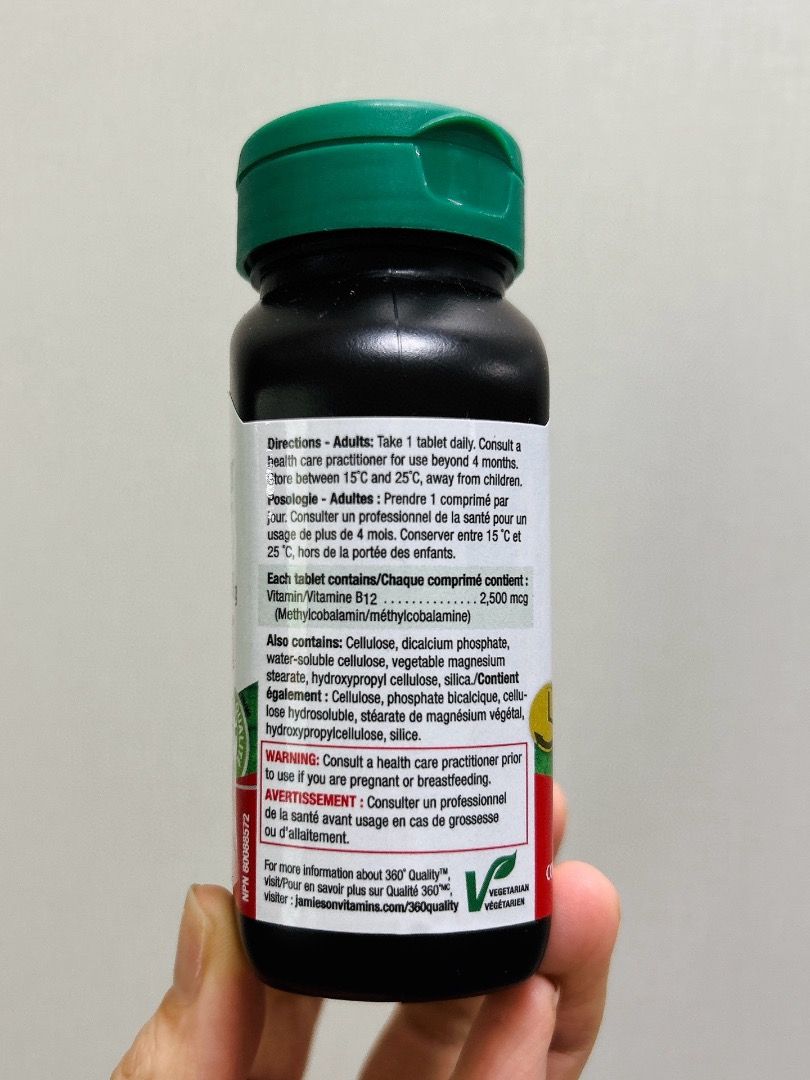 Directions - Adults: Take 1 tablet daily. Consult a
health care practitioner for use beyond 4 months.
Store between 15°C and 25°C, away from children.
Posologie - Adultes : Prendre 1 comprimé par
jour. Consulter un professionnel de la santé pour un
usage de plus de 4 mois. Conserver entre 15 °C et
25 °C, hors de la portée des enfants.
Each tablet contains/Chaque comprimé contient :
Vitamin/Vitamine B12 .............. 2,500 mcg
(Methylcobalamin/méthylcobalamine)
Also contains: Cellulose, dicalcium phosphate,
water-soluble cellulose, vegetable magnesium
stearate, hydroxypropyl cellulose, silica./Contient
également : Cellulose, phosphate bicalcique, cellu-
lose hydrosoluble, stéarate de magnésium végétal,
hydroxypropylcellulose, silice.
WARNING: Consult a health care practitioner prior
to use if you are pregnant or breastfeeding.
AVERTISSEMENT : Consulter un professionnel
de la santé avant usage en cas de grossesse
ou d'allaitement.
For more information about 360° Quality™,
visit/Pour en savoir plus sur Qualité 360°MC,
visiter : jamiesonvitamins.com/360quality
VEGETARIAN
VÉGÉTARIEN
NPN 80088572